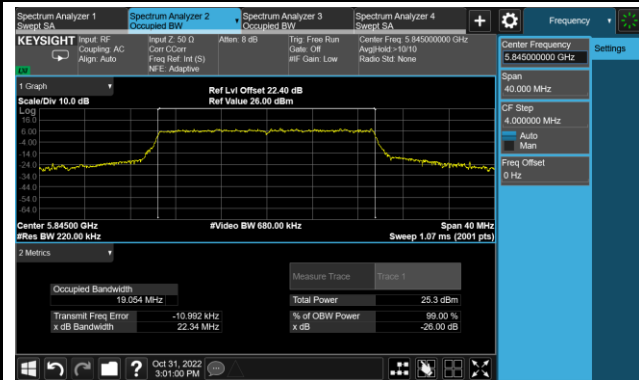 Spectrum Analyzer 1
Swept SA
Spectrum Analyzer 2
Occupied BW
Spectrum Analyzer 3
Occupied BW
Spectrum Analyzer 4
Swept SA
+
Frequency
KEYSIGHT
Input: RF
Coupling: AC
Align: Auto
Input Z: 50 Ω
Corr CCorr
Freq Ref: Int (S)
NFE: Adaptive
Atten: 8 dB
Trig: Free Run
Gate: Off
#IF Gain: Low
Center Freq: 5.845000000 GHz
Avg|Hold:>10/10
Radio Std: None
Center Frequency
5.845000000 GHz
Settings
Span
40.000 MHz
CF Step
4.000000 MHz
Auto
Man
Freq Offset
0 Hz
1 Graph
Scale/Div 10.0 dB
Ref Lvl Offset 22.40 dB
Ref Value 26.00 dBm
Log
16.0
6.00
-4.00
-14.0
-24.0
-34.0
-44.0
-54.0
-64.0
Center 5.84500 GHz
#Res BW 220.00 kHz
#Video BW 680.00 kHz
Span 40 MHz
Sweep 1.07 ms (2001 pts)
2 Metrics
Measure Trace
Trace 1
Occupied Bandwidth
19.054 MHz
Total Power
25.3 dBm
Transmit Freq Error
-10.992 kHz
% of OBW Power
99.00 %
x dB Bandwidth
22.34 MHz
x dB
-26.00 dB
Oct 31, 2022
3:01:00 PM